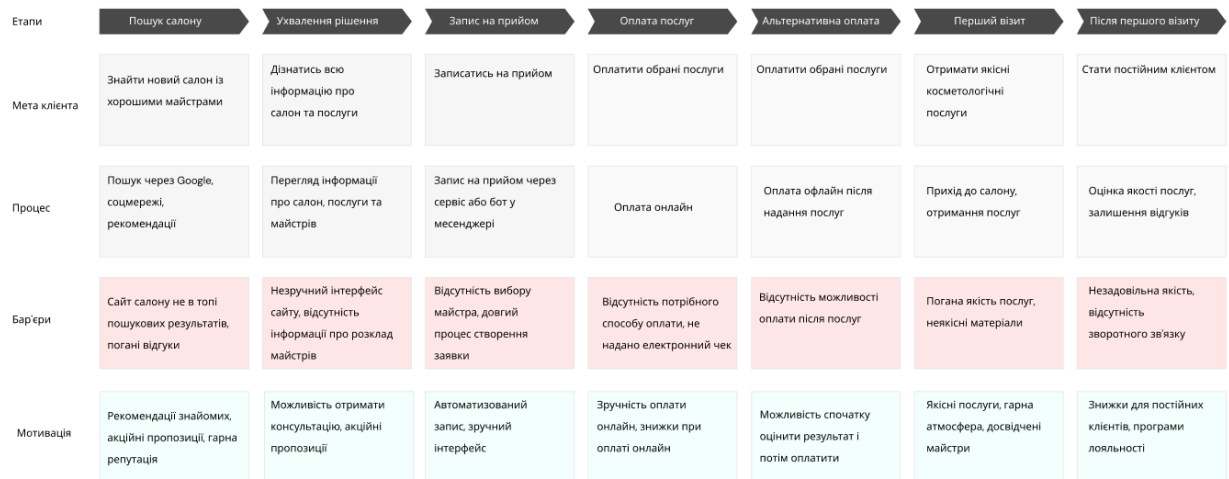 Етапи
Пошук салону
Ухвалення рішення
Запис на прийом
Оплата послуг
Альтернативна оплата
Перший візит
Після першого візиту
Мета клієнта
Знайти новий салон із
хорошими майстрами
Дізнатись всю
інформацію про
салон та послуги
Записатись на прийом
Оплатити обрані послуги
Оплатити обрані послуги
Отримати якісні
косметологічні
послуги
Стати постійним клієнтом
Процес
Пошук через Google,
соцмережі,
рекомендації
Перегляд інформації
про салон, послуги та
майстрів
Запис на прийом через
сервіс або бот у
месенджері
Оплата онлайн
Оплата офлайн після
надання послуг
Прихід до салону,
отримання послуг
Оцінка якості послуг,
залишення відгуків
Бар'єри
Сайт салону не в топі
пошукових результатів,
погані відгуки
Незручний інтерфейс
сайту, відсутність
інформації про розклад
майстрів
Відсутність вибору
майстра, довгий
процес створення
заявки
Відсутність потрібного
способу оплати, не
надано електронний чек
Відсутність можливості
оплати після послуг
Погана якість послуг,
неякісні матеріали
Незадовільна якість,
відсутність
зворотного зв'язку
Мотивація
Рекомендації знайомих,
акційні пропозиції, гарна
репутація
Можливість отримати
консультацію, акційні
пропозиції
Автоматизований
запис, зручний
інтерфейс
Зручність оплати
онлайн, знижки при
оплаті онлайн
Можливість спочатку
оцінити результат і
потім оплатити
Якісні послуги, гарна
атмосфера, досвідчені
майстри
Знижки для постійних
клієнтів, програми
лояльності